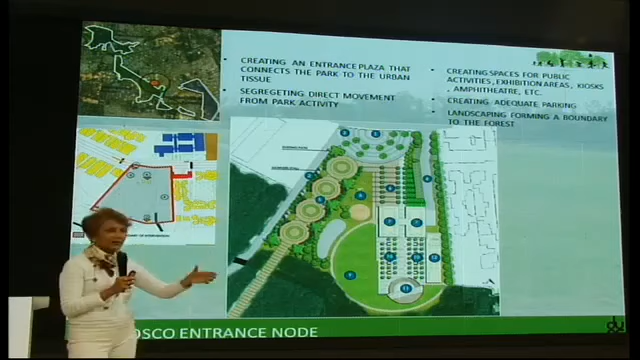 CREATING AN ENTRANCE PLAZA THAT
CONNECTS THE PARK TO THE URBAN
TISSUE
SEGREGETING DIRECT MOVEMENT
FROM PARK ACTIVITY
CREATING SPACES FOR PUBLIC
ACTIVITIES, EXHIBITION AREAS, KIOSKS
, AMPHITHEATRE, ETC.
CREATING ADEQUATE PARKING
LANDSCAPING FORMING A BOUNDARY
TO THE FOREST
OSCO ENTRANCE NODE